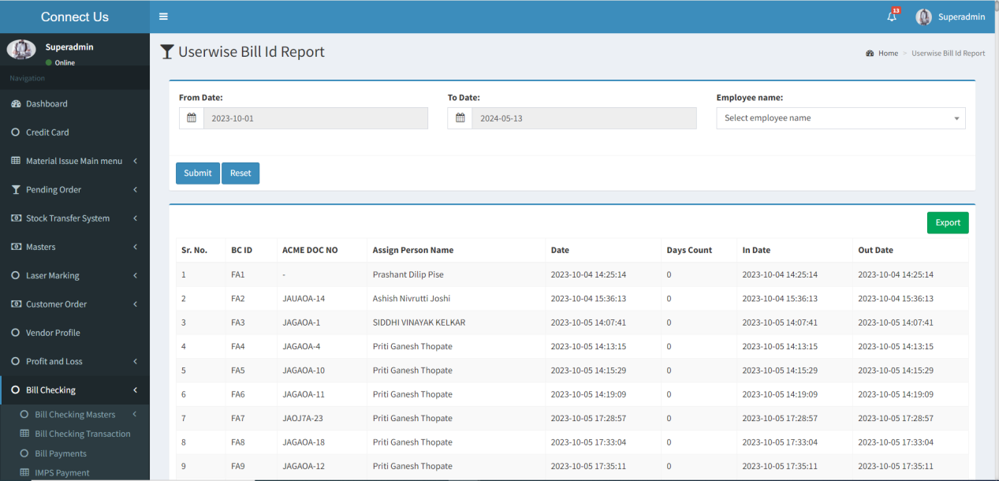 Connect Us
13
Superadmin
Superadmin
Online
Navigation
Dashboard
Credit Card
Material Issue Main menu
Pending Order
Stock Transfer System
Masters
Laser Marking
Customer Order
Vendor Profile
Profit and Loss
Bill Checking
Bill Checking Masters
Bill Checking Transaction
Bill Payments
IMPS Payment
Userwise Bill Id Report
Home > Userwise Bill Id Report
From Date: To Date: Employee name:
2023-10-01 2024-05-13 Select employee name
Submit Reset
Export
Sr. No. BC ID ACME DOC NO Assign Person Name Date Days Count In Date Out Date
1 FA1 - Prashant Dilip Pise 2023-10-04 14:25:14 0 2023-10-04 14:25:14 2023-10-04 14:25:14
2 FA2 JAUAOA-14 Ashish Nivrutti Joshi 2023-10-04 15:36:13 0 2023-10-04 15:36:13 2023-10-04 15:36:13
3 FA3 JAGAOA-1 SIDDHI VINAYAK KELKAR 2023-10-05 14:07:41 0 2023-10-05 14:07:41 2023-10-05 14:07:41
4 FA4 JAGAOA-4 Priti Ganesh Thopate 2023-10-05 14:13:15 0 2023-10-05 14:13:15 2023-10-05 14:13:15
5 FA5 JAGAOA-10 Priti Ganesh Thopate 2023-10-05 14:15:29 0 2023-10-05 14:15:29 2023-10-05 14:15:29
6 FA6 JAGAOA-11 Priti Ganesh Thopate 2023-10-05 14:19:09 0 2023-10-05 14:19:09 2023-10-05 14:19:09
7 FA7 JAOJ7A-23 Priti Ganesh Thopate 2023-10-05 17:28:57 0 2023-10-05 17:28:57 2023-10-05 17:28:57
8 FA8 JAGAOA-18 Priti Ganesh Thopate 2023-10-05 17:33:04 0 2023-10-05 17:33:04 2023-10-05 17:33:04
9 FA9 JAGAOA-12 Priti Ganesh Thopate 2023-10-05 17:35:11 0 2023-10-05 17:35:11 2023-10-05 17:35:11